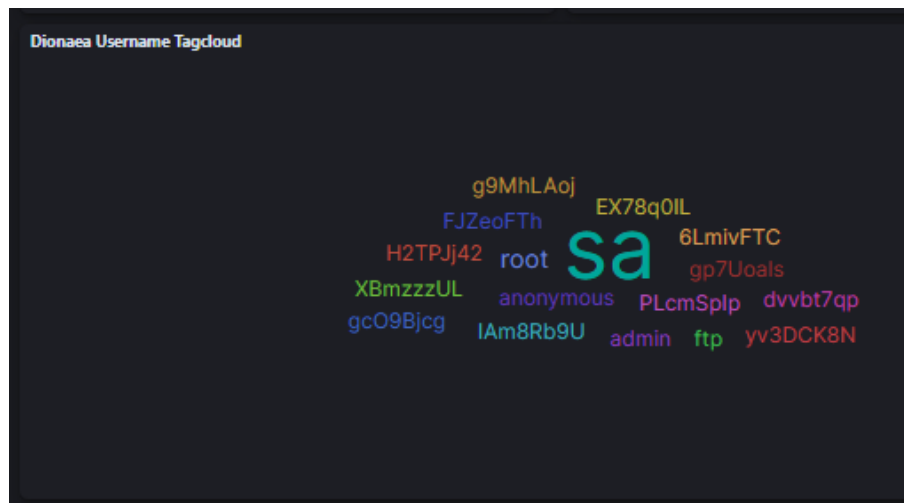 Dionaea Username Tagcloud
g9MhLAoj
EX78q0IL
FJZeoFTh
6LmivFTC
H2TPJj42
root
sa
gp7Uoals
XBmzzzUL
anonymous
PLcmSpIp
dvvbt7qp
gcO9Bjcg
IAm8Rb9U
admin
ftp
yv3DCK8N